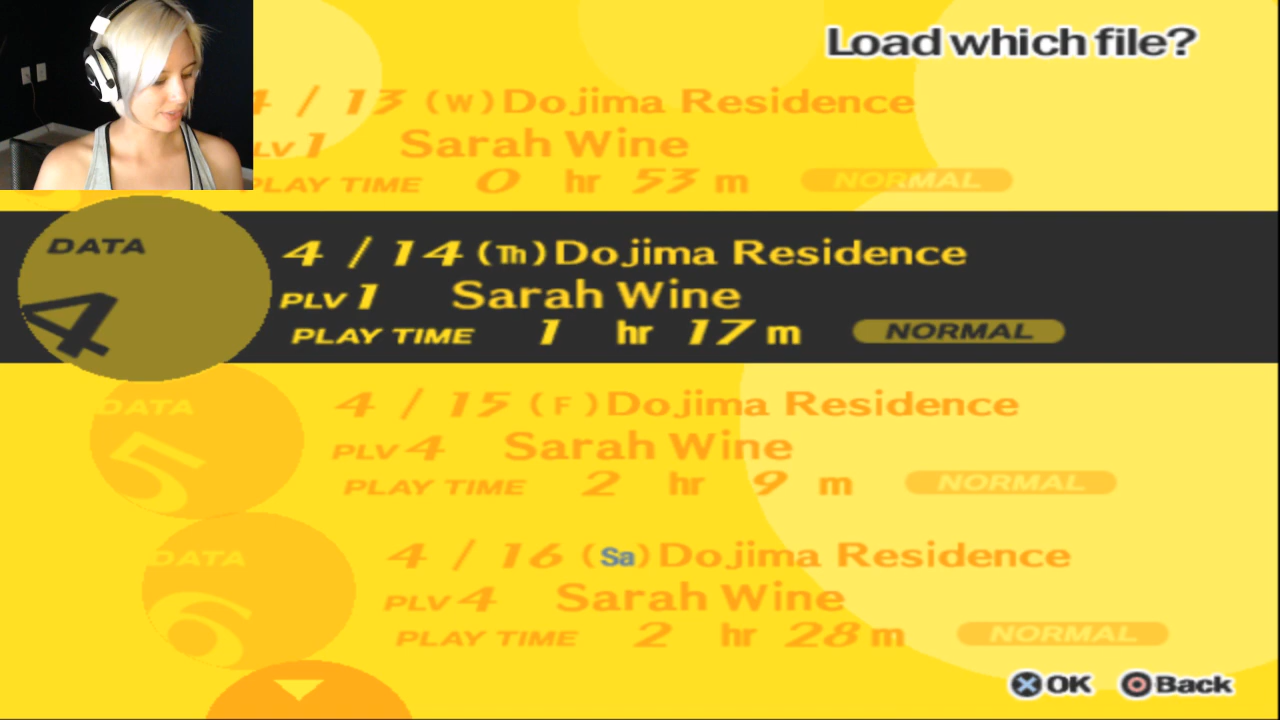 Load which file?
4 / 13 (W) Dojima Residence
PLV 1 Sarah Wine
PLAY TIME 0 hr 53 m NORMAL
DATA 4
4 / 14 (Th) Dojima Residence
PLV 1 Sarah Wine
PLAY TIME 1 hr 17 m NORMAL
DATA 5
4 / 15 (F) Dojima Residence
PLV 4 Sarah Wine
PLAY TIME 2 hr 9 m NORMAL
DATA 6
4 / 16 (Sa) Dojima Residence
PLV 4 Sarah Wine
PLAY TIME 2 hr 28 m NORMAL
OK Back